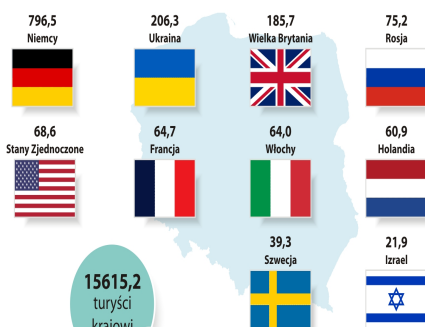 796,5
Niemcy
206,3
Ukraina
185,7
Wielka Brytania
75,2
Rosja
68,6
Stany Zjednoczone
64,7
Francja
64,0
Włochy
60,9
Holandia
39,3
Szwecja
21,9
Izrael
15615,2
turyści
krajowi